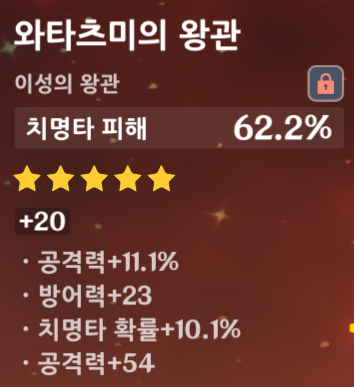 와타츠미의 왕관
이성의 왕관
치명타 피해 62.2%
+20
· 공격력+11.1%
· 방어력+23
· 치명타 확률+10.1%
· 공격력+54